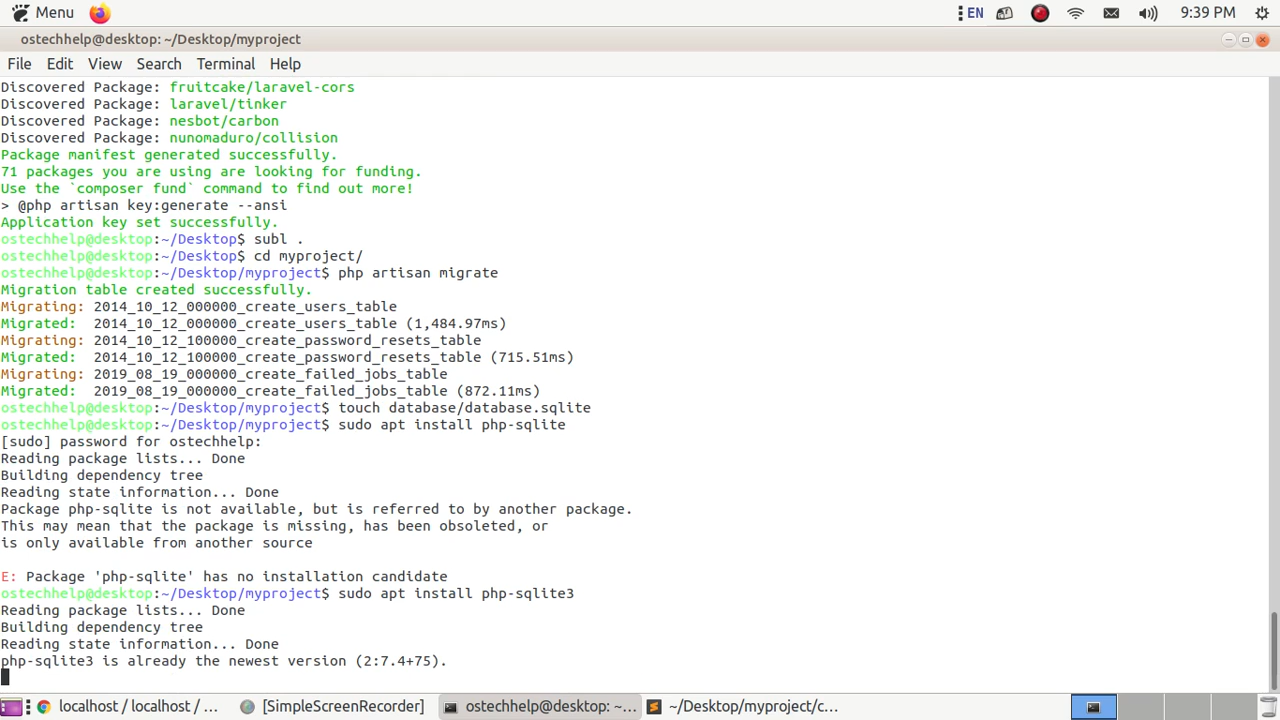 Menu
EN
9:39 PM
ostechhelp@desktop: ~/Desktop/myproject
File Edit View Search Terminal Help
Discovered Package: fruitcake/laravel-cors
Discovered Package: laravel/tinker
Discovered Package: nesbot/carbon
Discovered Package: nunomaduro/collision
Package manifest generated successfully.
71 packages you are using are looking for funding.
Use the `composer fund` command to find out more!
> @php artisan key:generate --ansi
Application key set successfully.
ostechhelp@desktop:~/Desktop$ subl .
ostechhelp@desktop:~/Desktop$ cd myproject/
ostechhelp@desktop:~/Desktop/myproject$ php artisan migrate
Migration table created successfully.
Migrating: 2014_10_12_000000_create_users_table
Migrated:  2014_10_12_000000_create_users_table (1,484.97ms)
Migrating: 2014_10_12_100000_create_password_resets_table
Migrated:  2014_10_12_100000_create_password_resets_table (715.51ms)
Migrating: 2019_08_19_000000_create_failed_jobs_table
Migrated:  2019_08_19_000000_create_failed_jobs_table (872.11ms)
ostechhelp@desktop:~/Desktop/myproject$ touch database/database.sqlite
ostechhelp@desktop:~/Desktop/myproject$ sudo apt install php-sqlite
[sudo] password for ostechhelp:
Reading package lists... Done
Building dependency tree
Reading state information... Done
Package php-sqlite is not available, but is referred to by another package.
This may mean that the package is missing, has been obsoleted, or
is only available from another source
E: Package 'php-sqlite' has no installation candidate
ostechhelp@desktop:~/Desktop/myproject$ sudo apt install php-sqlite3
Reading package lists... Done
Building dependency tree
Reading state information... Done
php-sqlite3 is already the newest version (2:7.4+75).
localhost / localhost / ...
[SimpleScreenRecorder]
ostechhelp@desktop: ~...
~/Desktop/myproject/c...